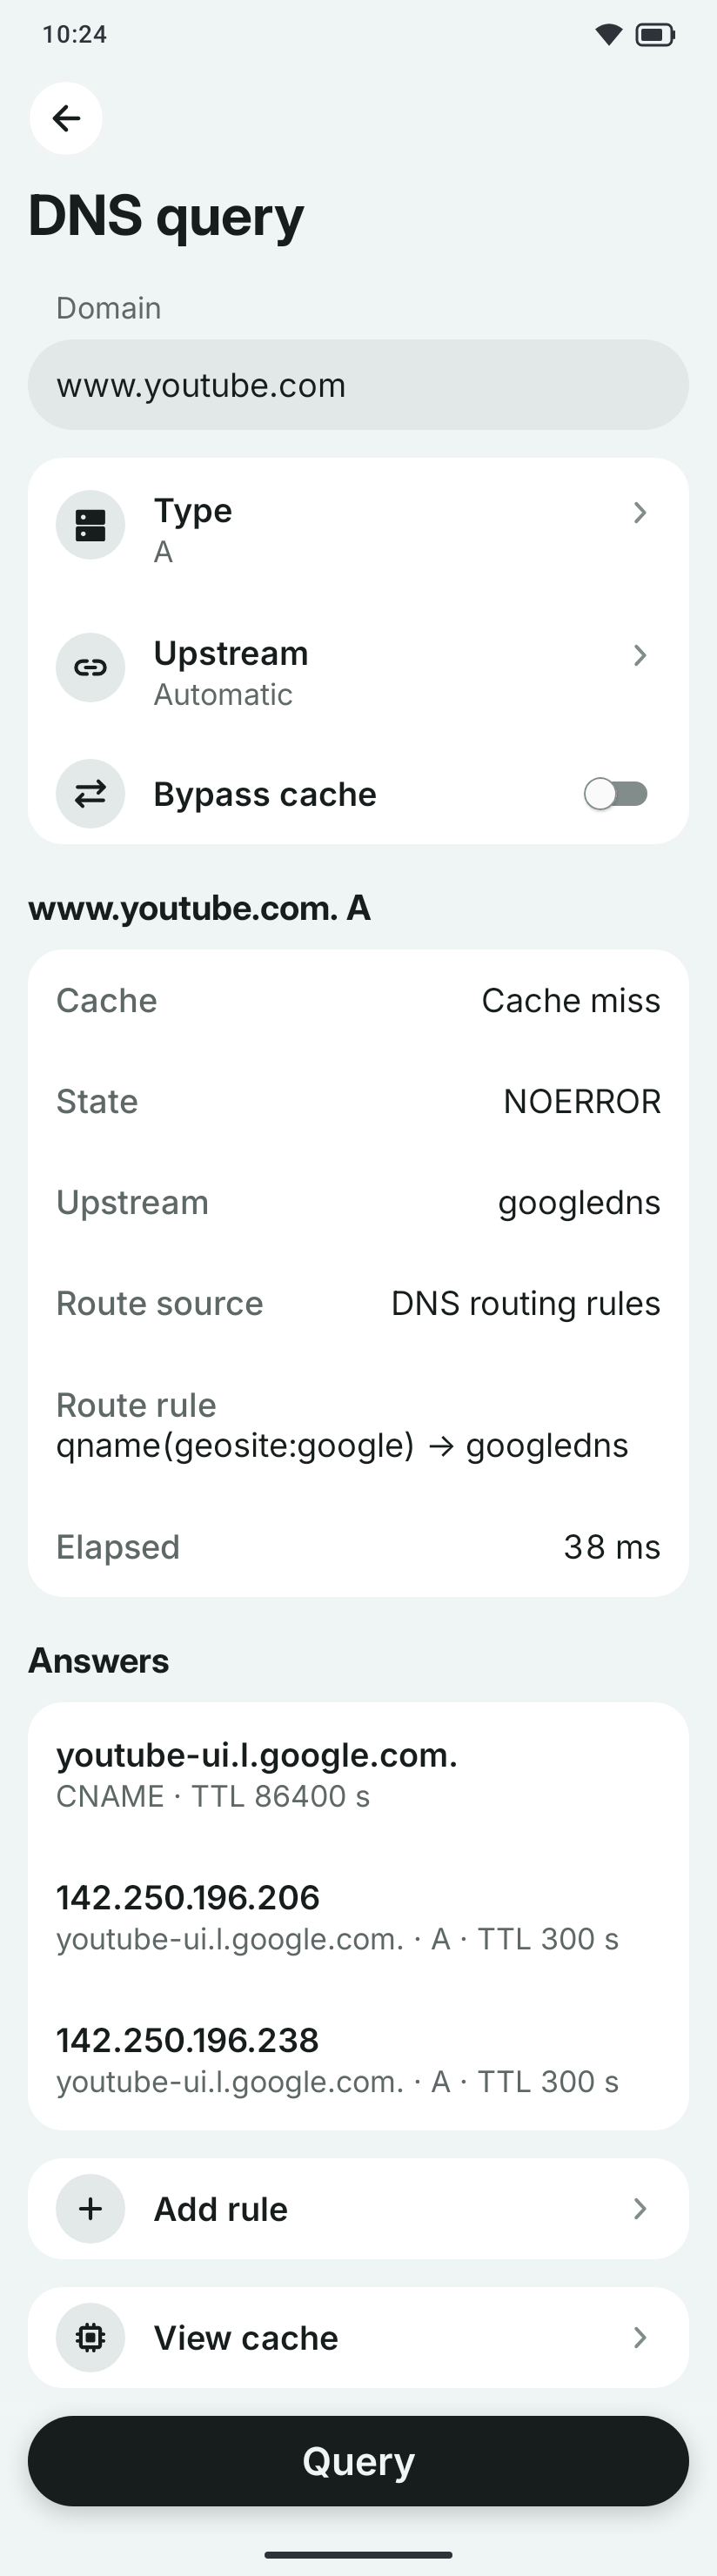 10:24
DNS query
Domain
www.youtube.com
Type
A
Upstream
Automatic
Bypass cache
www.youtube.com. A
Cache
Cache miss
State
NOERROR
Upstream
googledns
Route source
DNS routing rules
Route rule
qname(geosite:google) → googledns
Elapsed
38 ms
Answers
youtube-ui.l.google.com.
CNAME · TTL 86400 s
142.250.196.206
youtube-ui.l.google.com. · A · TTL 300 s
142.250.196.238
youtube-ui.l.google.com. · A · TTL 300 s
Add rule
View cache
Query